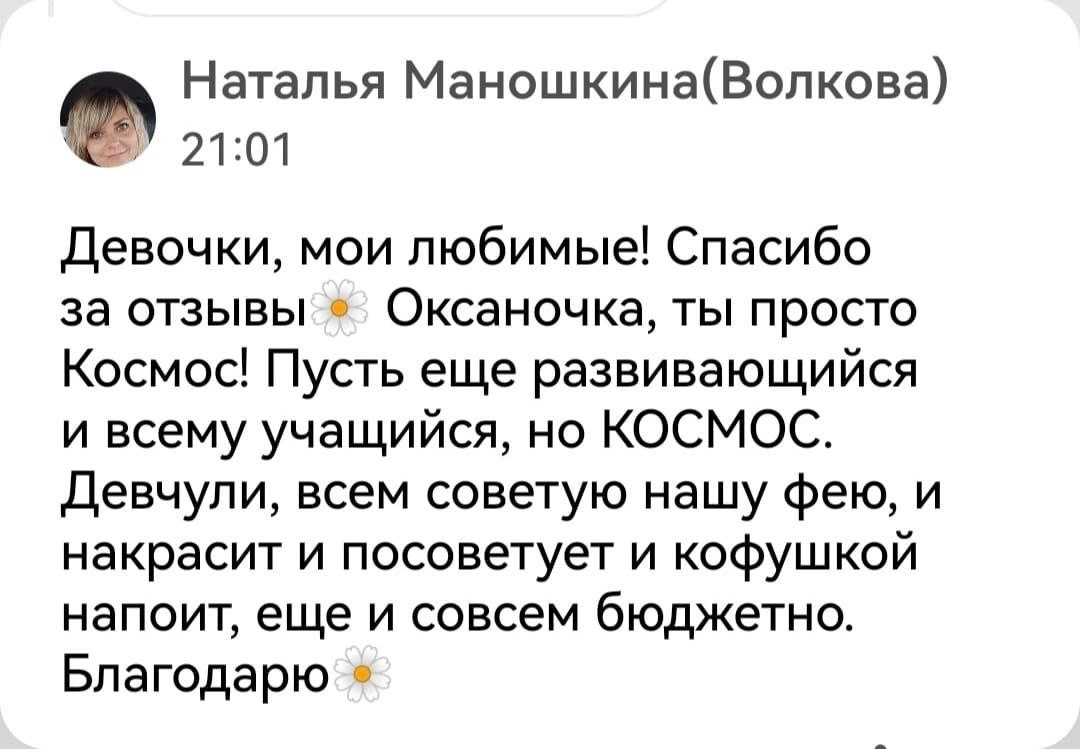 Наталья Маношкина(Волкова)
21:01
Девочки, мои любимые! Спасибо
за отзывы🌼 Оксаночка, ты просто
Космос! Пусть еще развивающийся
и всему учащийся, но КОСМОС.
Девчули, всем советую нашу фею, и
накрасит и посоветует и кофушкой
напоит, еще и совсем бюджетно.
Благодарю🌼